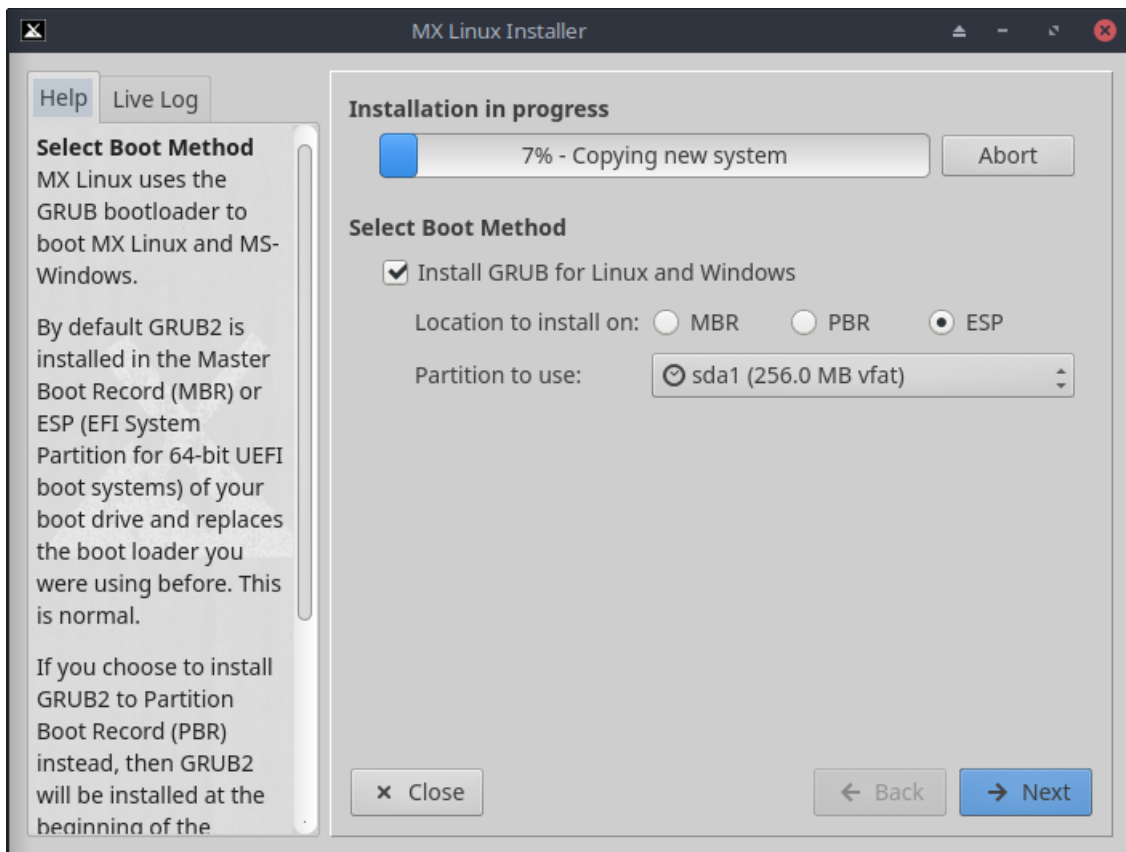 MX Linux Installer
Help
Live Log
Select Boot Method
MX Linux uses the
GRUB bootloader to
boot MX Linux and MS-
Windows.
By default GRUB2 is
installed in the Master
Boot Record (MBR) or
ESP (EFI System
Partition for 64-bit UEFI
boot systems) of your
boot drive and replaces
the boot loader you
were using before. This
is normal.
If you choose to install
GRUB2 to Partition
Boot Record (PBR)
instead, then GRUB2
will be installed at the
beginning of the
Installation in progress
7% - Copying new system
Abort
Select Boot Method
Install GRUB for Linux and Windows
Location to install on: MBR PBR ESP
Partition to use: sda1 (256.0 MB vfat)
Close
Back
Next